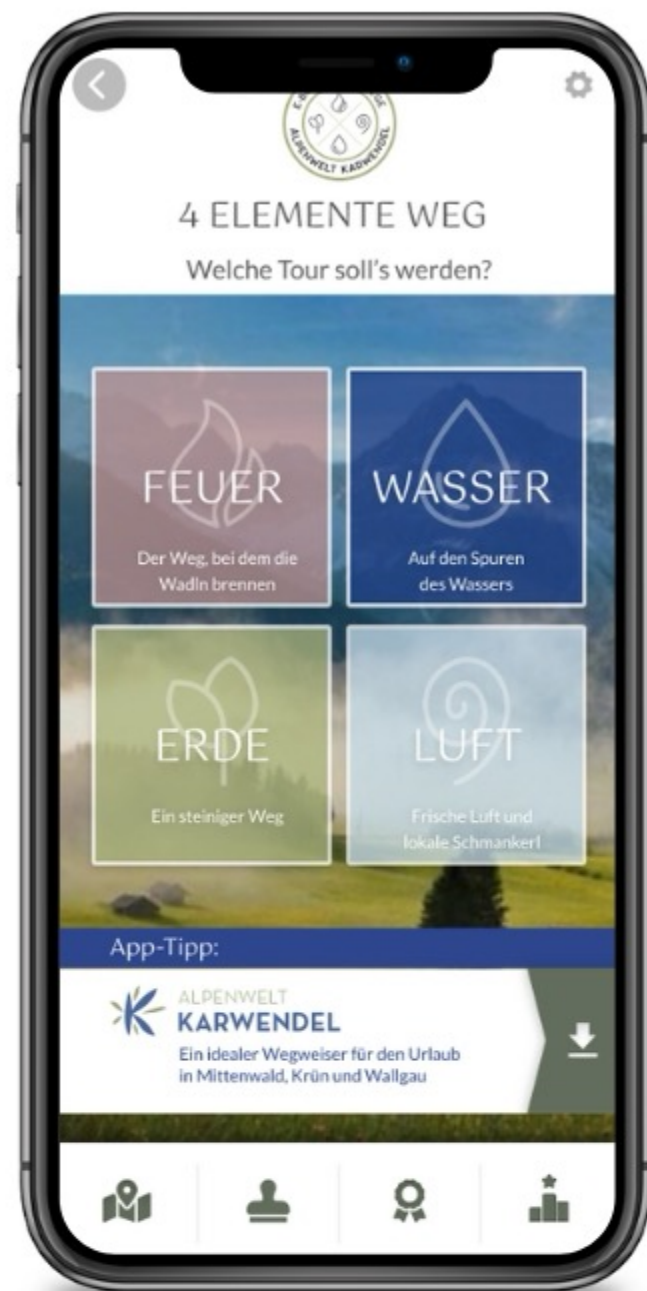 ALPENWELT KARWENDEL
4 ELEMENTE WEG
Welche Tour soll's werden?
FEUER
Der Weg, bei dem die
Wadln brennen
WASSER
Auf den Spuren
des Wassers
ERDE
Ein steiniger Weg
LUFT
Frische Luft und
lokale Schmankerl
App-Tipp:
ALPENWELT
KARWENDEL
Ein idealer Wegweiser für den Urlaub
in Mittenwald, Krün und Wallgau